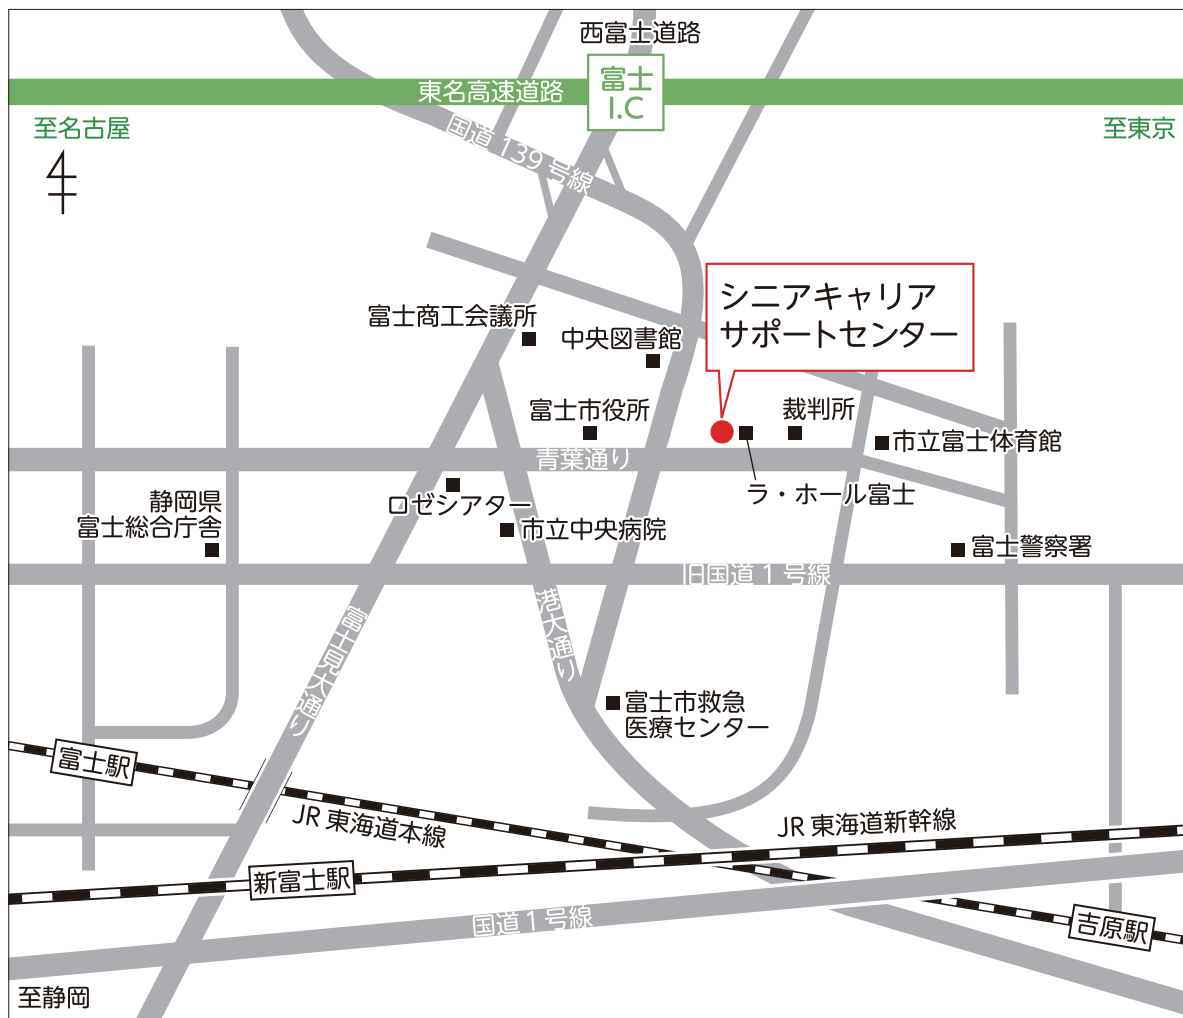 西富士道路
富士
I.C
東名高速道路
至名古屋
至東京
国道139号線
シニアキャリア
サポートセンター
富士商工会議所
中央図書館
富士市役所
裁判所
市立富士体育館
青葉通り
ラ・ホール富士
ロゼシアター
静岡県
富士総合庁舎
市立中央病院
富士警察署
旧国道1号線
港大通り
富士見大通り
富士市救急
医療センター
富士駅
JR東海道本線
JR東海道新幹線
新富士駅
国道1号線
吉原駅
至静岡